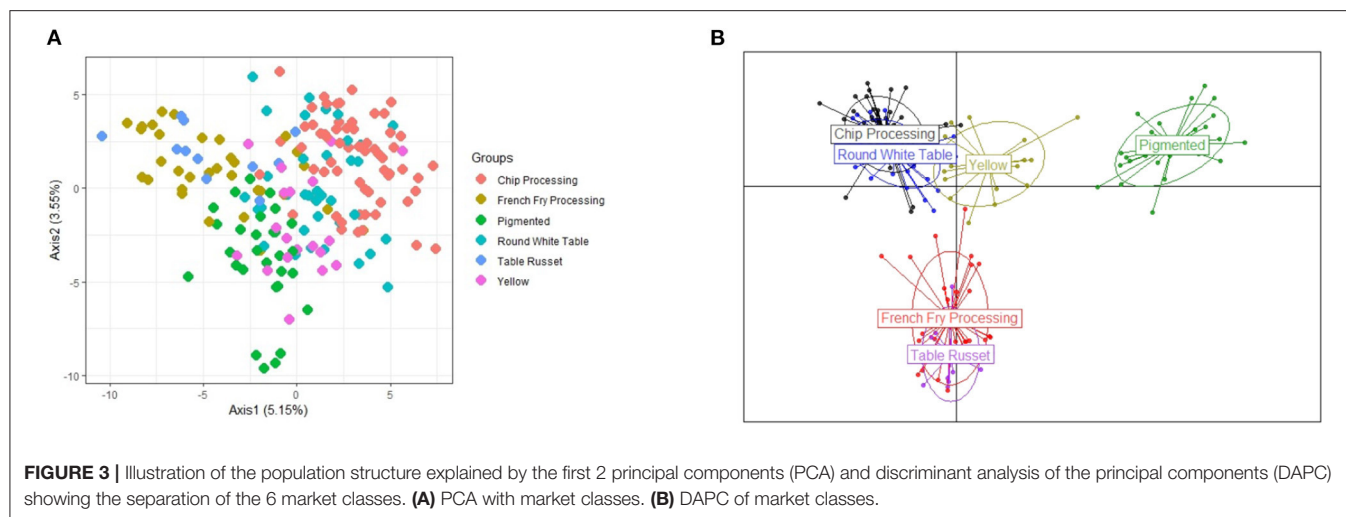 A
B
5
0
-5
-10
Axis2 (3.55%)
-10
-5
0
5
Axis1 (5.15%)
Groups
Chip Processing
French Fry Processing
Pigmented
Round White Table
Table Russet
Yellow
Chip Processing
Round White Table
Yellow
Pigmented
French Fry Processing
Table Russet
FIGURE 3 | Illustration of the population structure explained by the first 2 principal components (PCA) and discriminant analysis of the principal components (DAPC)
showing the separation of the 6 market classes. (A) PCA with market classes. (B) DAPC of market classes.